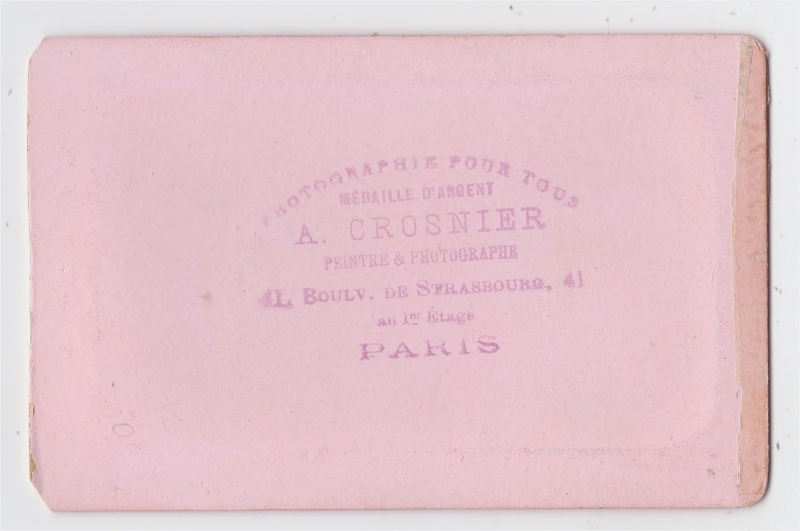 PHOTOGRAPHIE POUR TOUS
MÉDAILLE D'ARGENT
A. CROSNIER
PEINTRE & PHOTOGRAPHE
41, BOULV. DE STRASBOURG, 41
au 1er Étage
PARIS